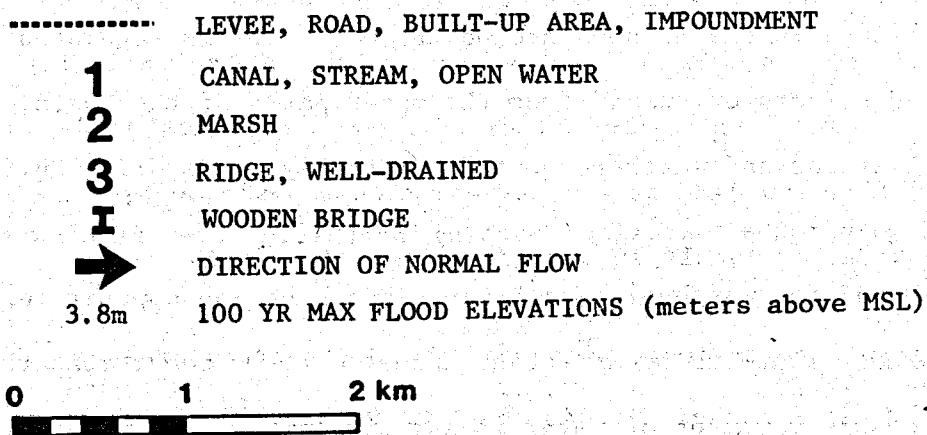 LEVEE, ROAD, BUILT-UP AREA, IMPOUNDMENT
1 CANAL, STREAM, OPEN WATER
2 MARSH
3 RIDGE, WELL-DRAINED
WOODEN BRIDGE
DIRECTION OF NORMAL FLOW
3.8m 100 YR MAX FLOOD ELEVATIONS (meters above MSL)
0 1 2 km